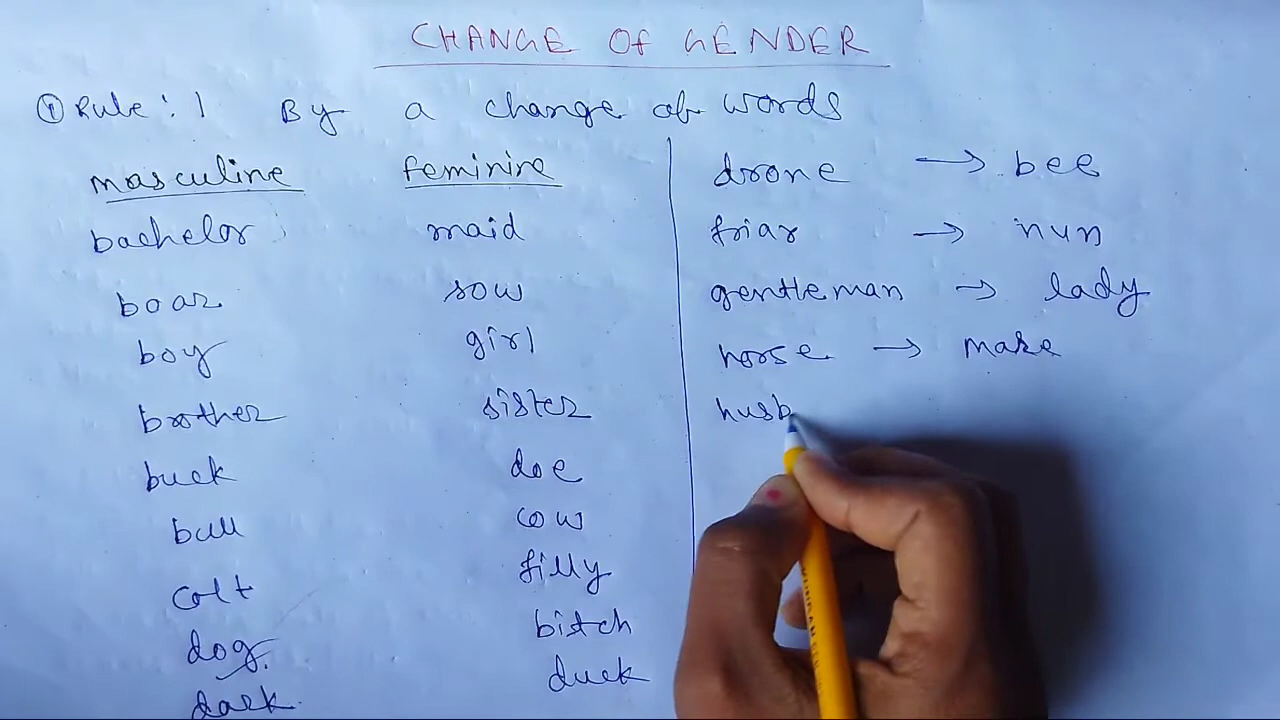 CHANGE OF GENDER
① Rule: 1 By a change of words
masculine feminine
bachelor maid
boar sow
boy girl
brother sister
buck doe
bull cow
colt filly
dog bitch
duck
drone → bee
friar → nun
gentleman → lady
horse → mare
husb